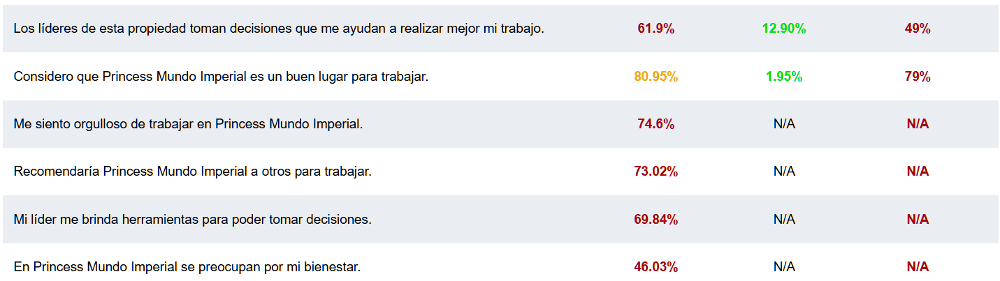 Los líderes de esta propiedad toman decisiones que me ayudan a realizar mejor mi trabajo. 61.9% 12.90% 49%
Considero que Princess Mundo Imperial es un buen lugar para trabajar. 80.95% 1.95% 79%
Me siento orgulloso de trabajar en Princess Mundo Imperial. 74.6% N/A N/A
Recomendaría Princess Mundo Imperial a otros para trabajar. 73.02% N/A N/A
Mi líder me brinda herramientas para poder tomar decisiones. 69.84% N/A N/A
En Princess Mundo Imperial se preocupan por mi bienestar. 46.03% N/A N/A